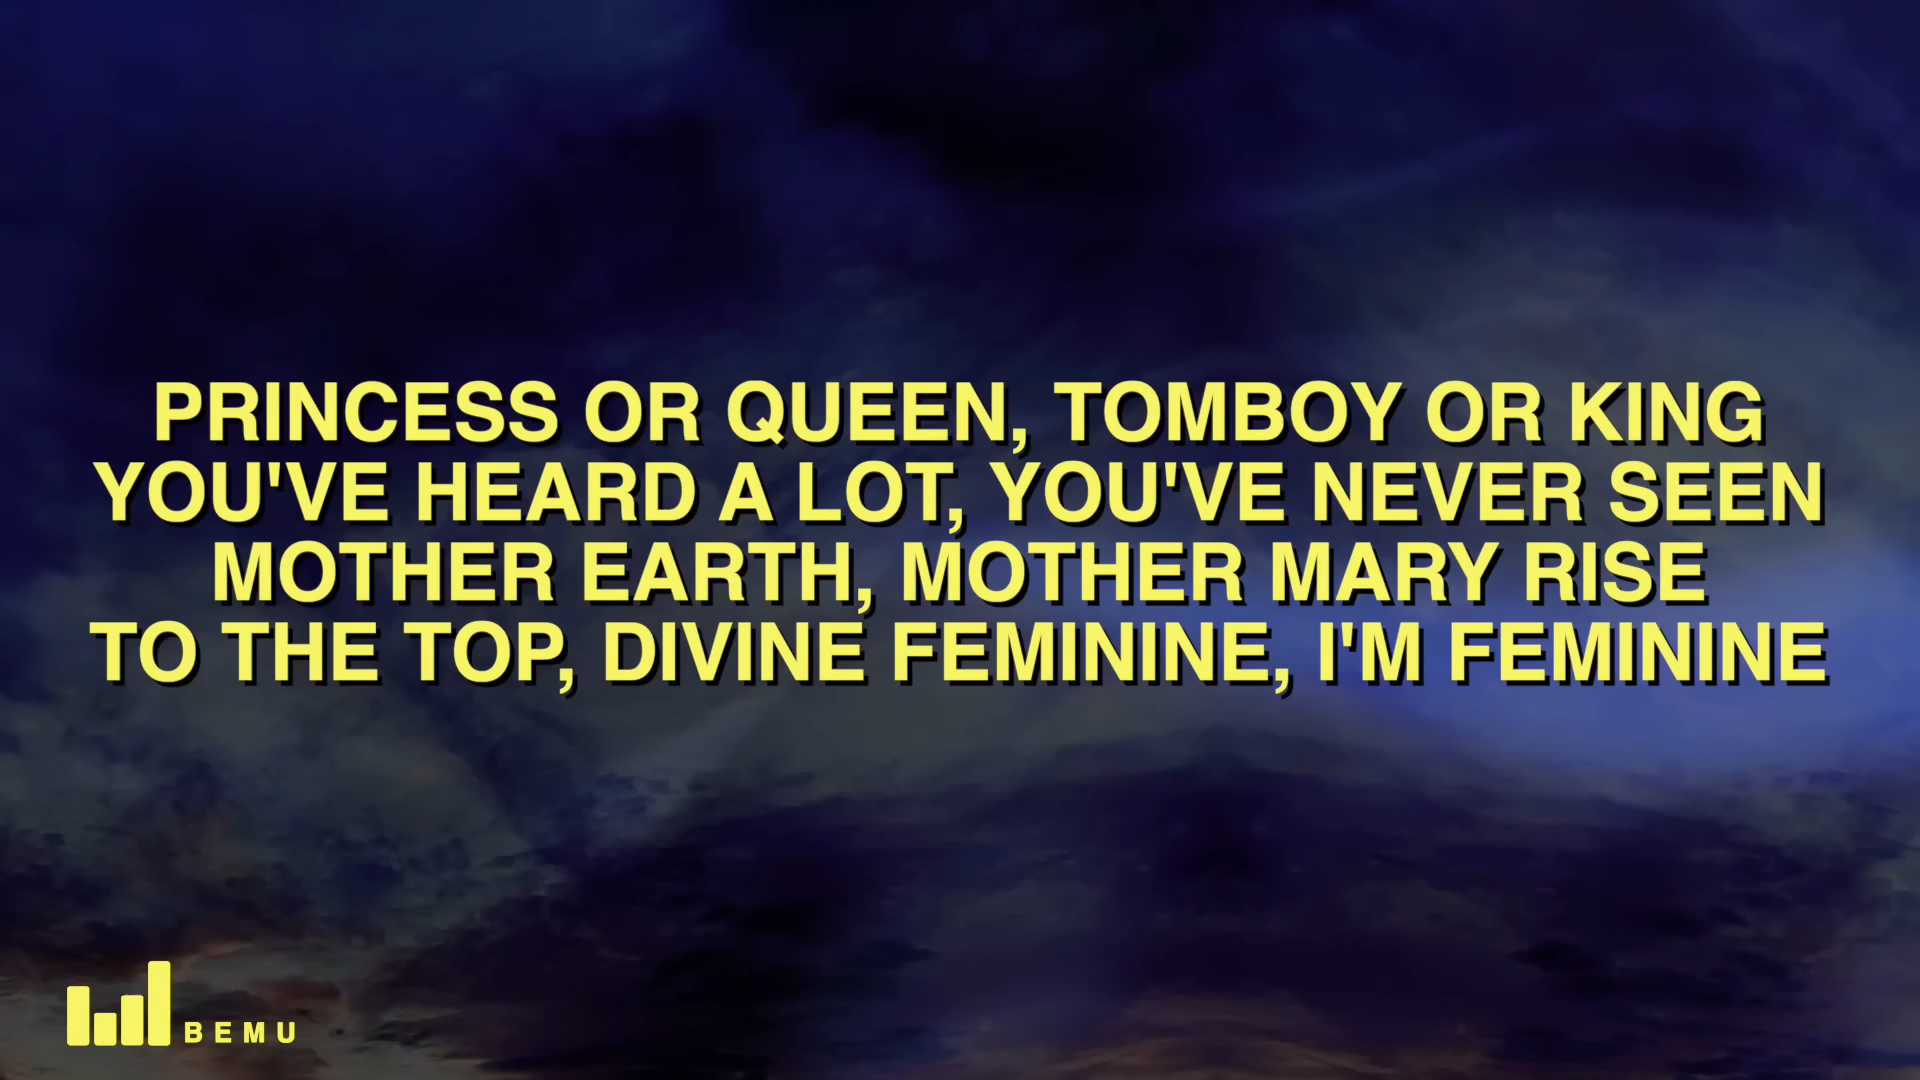 PRINCESS OR QUEEN, TOMBOY OR KING
YOU'VE HEARD A LOT, YOU'VE NEVER SEEN
MOTHER EARTH, MOTHER MARY RISE
TO THE TOP, DIVINE FEMININE, I'M FEMININE
BEMU